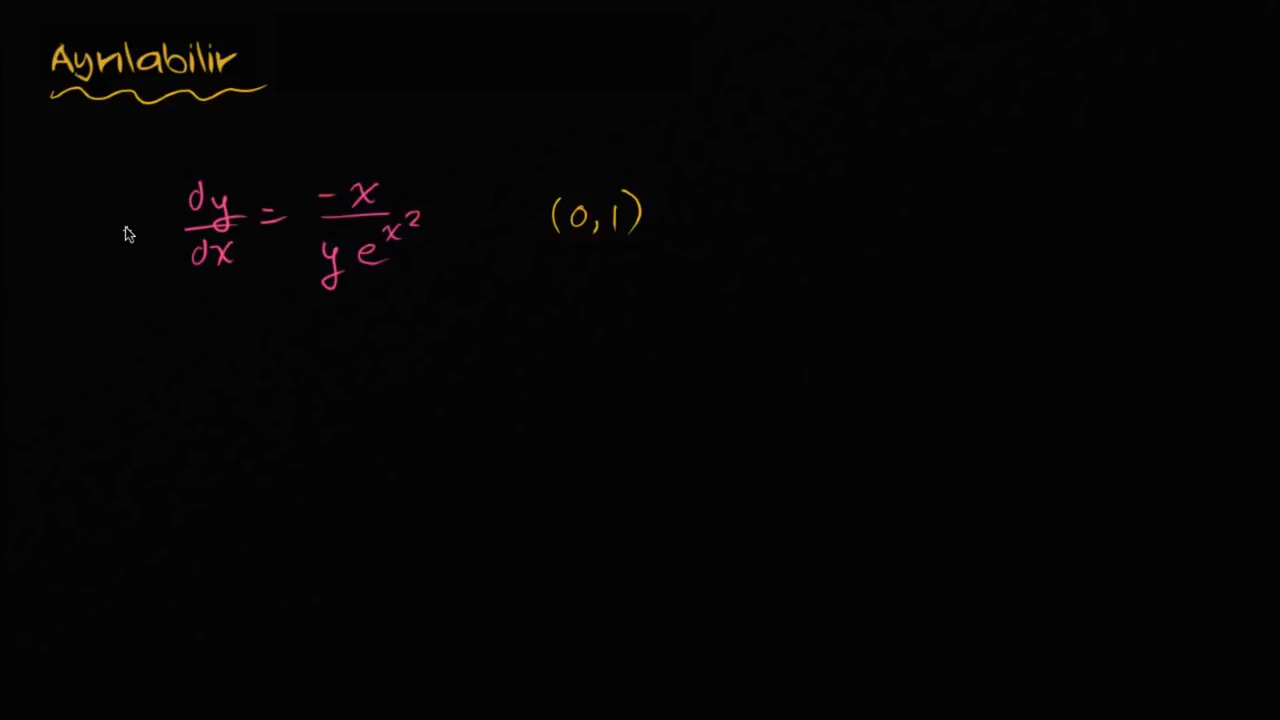 Ayrılabilir
dy/dx = -x/(y e^x²) (0,1)